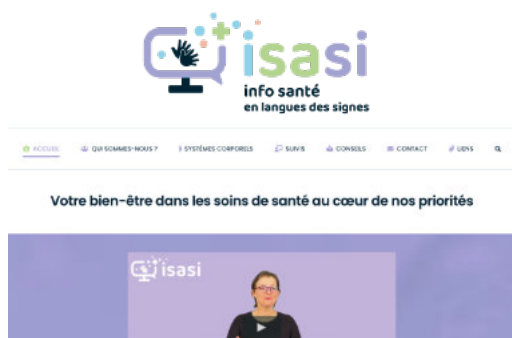 isasi
info santé
en langues des signes
ACCUEIL QUI SOMMES-NOUS ? SYSTÈMES CORPORELS SUIVIS CONSEILS CONTACT LIENS
Votre bien-être dans les soins de santé au cœur de nos priorités
isasi